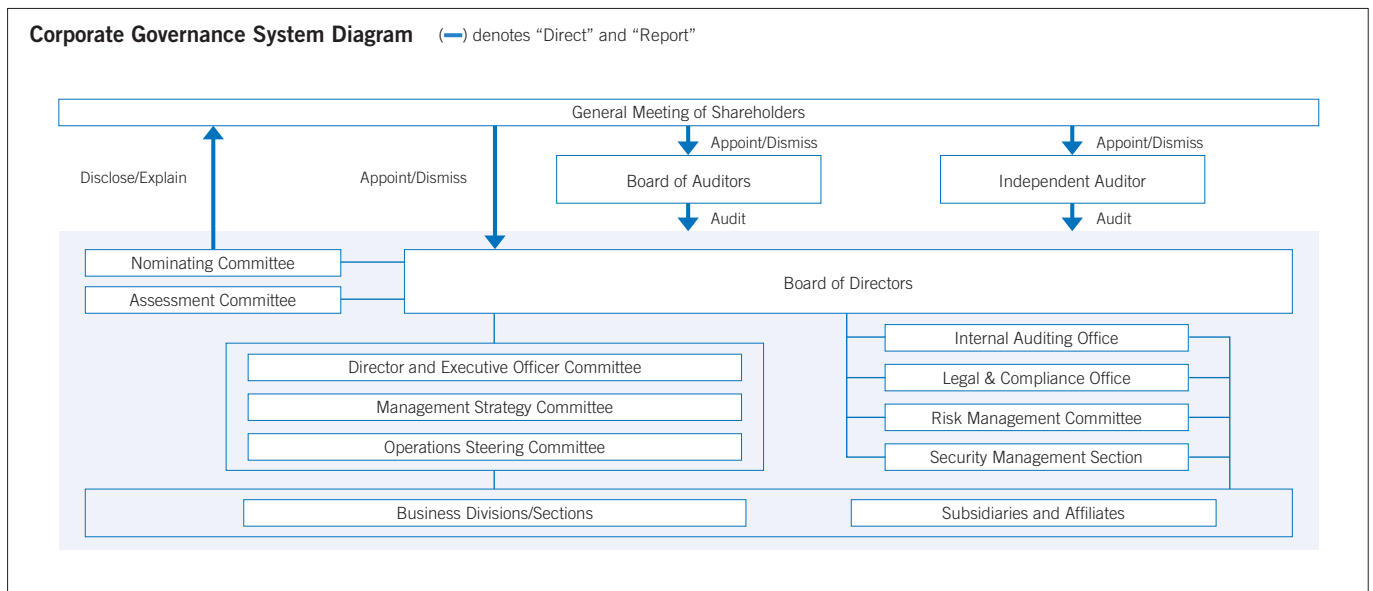 Corporate Governance System Diagram (—) denotes “Direct” and “Report”
General Meeting of Shareholders
Disclose/Explain
Appoint/Dismiss
Appoint/Dismiss
Board of Auditors
Audit
Appoint/Dismiss
Independent Auditor
Audit
Nominating Committee
Assessment Committee
Board of Directors
Director and Executive Officer Committee
Management Strategy Committee
Operations Steering Committee
Internal Auditing Office
Legal & Compliance Office
Risk Management Committee
Security Management Section
Business Divisions/Sections
Subsidiaries and Affiliates